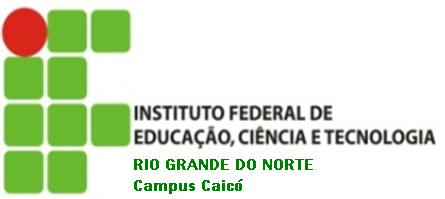 INSTITUTO FEDERAL DE
EDUCAÇÃO, CIÊNCIA E TECNOLOGIA
RIO GRANDE DO NORTE
Campus Caicó